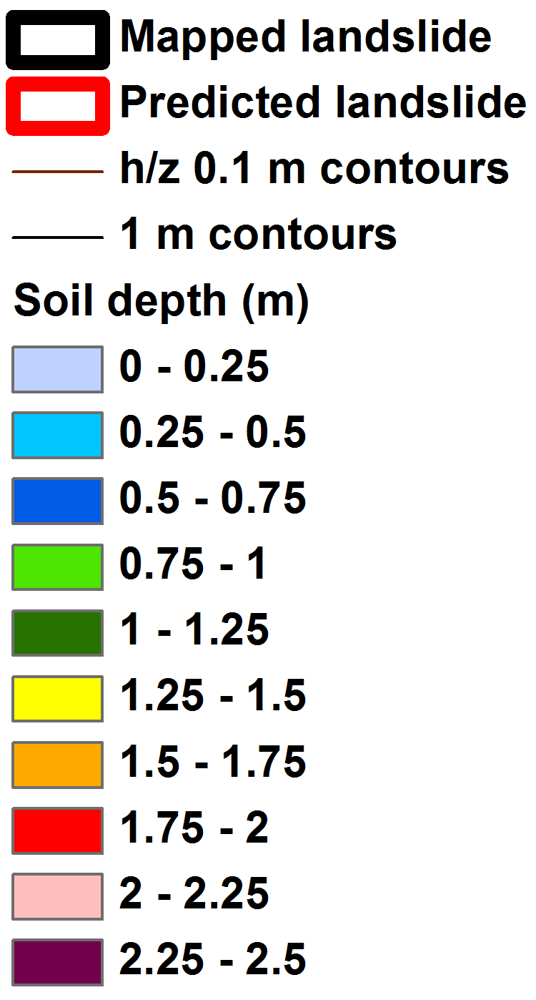 Mapped landslide
Predicted landslide
h/z 0.1 m contours
1 m contours
Soil depth (m)
0 - 0.25
0.25 - 0.5
0.5 - 0.75
0.75 - 1
1 - 1.25
1.25 - 1.5
1.5 - 1.75
1.75 - 2
2 - 2.25
2.25 - 2.5